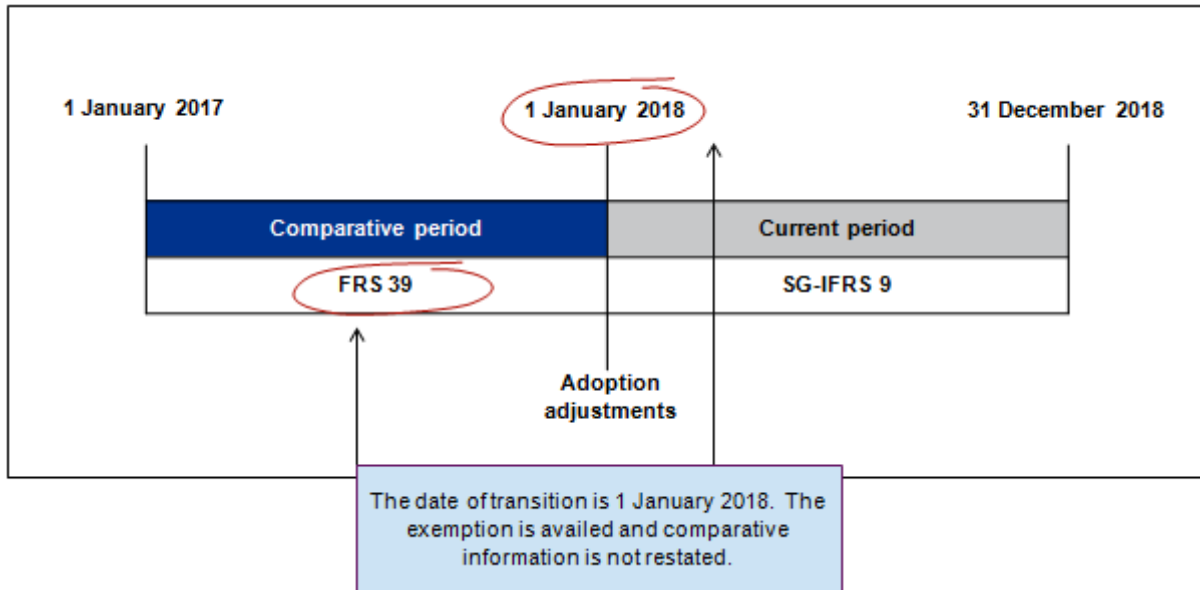 1 January 2017
1 January 2018
31 December 2018
Comparative period
Current period
FRS 39
SG-IFRS 9
Adoption
adjustments
The date of transition is 1 January 2018. The
exemption is availed and comparative
information is not restated.